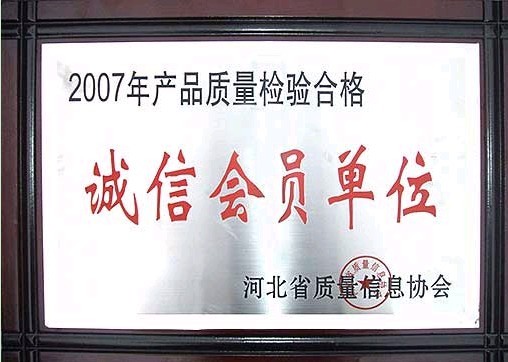 2007年产品质量检验合格
诚信会员单位
河北省质量信息协会